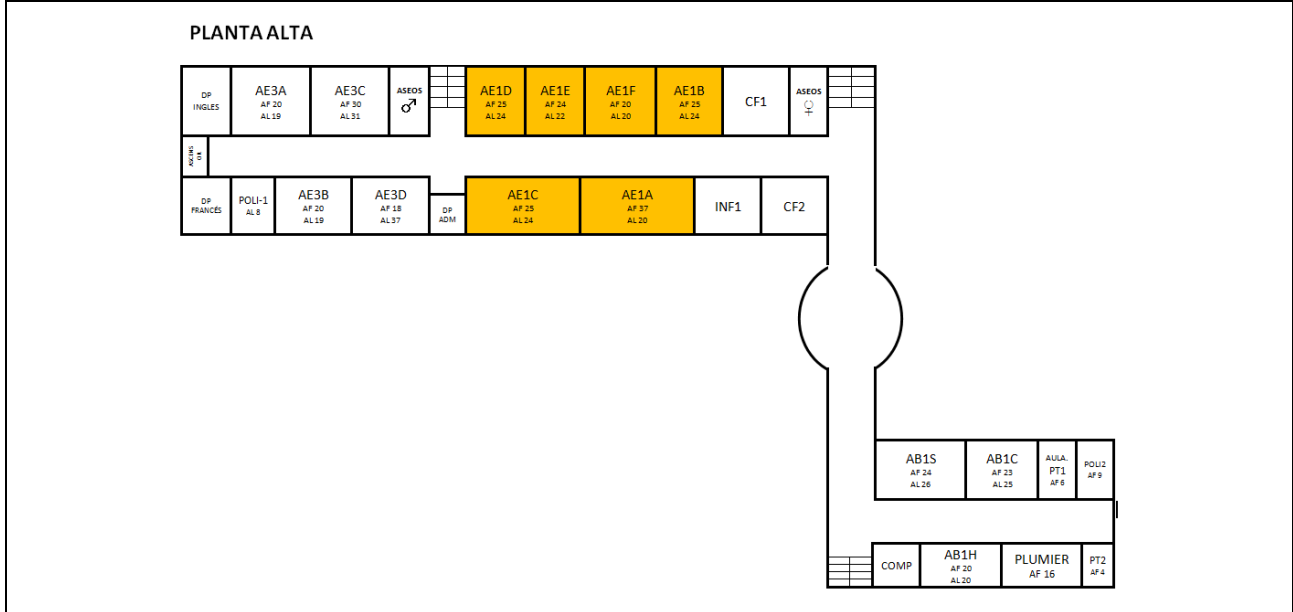 PLANTA ALTA
DP
INGLES
AE3A
AF 20
AL 19
AE3C
AF 30
AL 31
ASEOS
♂
AE1D
AF 25
AL 24
AE1E
AF 24
AL 22
AE1F
AF 20
AL 20
AE1B
AF 25
AL 24
CF1
ASEOS
♀
ASCENS
OR
DP
FRANCÉS
POLI-1
AL 8
AE3B
AF 20
AL 19
AE3D
AF 18
AL 37
DP
ADM
AE1C
AF 25
AL 24
AE1A
AF 37
AL 20
INF1
CF2
AB1S
AF 24
AL 26
AB1C
AF 23
AL 25
AULA.
PT1
AF 6
POLI2
AF 9
COMP
AB1H
AF 20
AL 20
PLUMIER
AF 16
PT2
AF 4